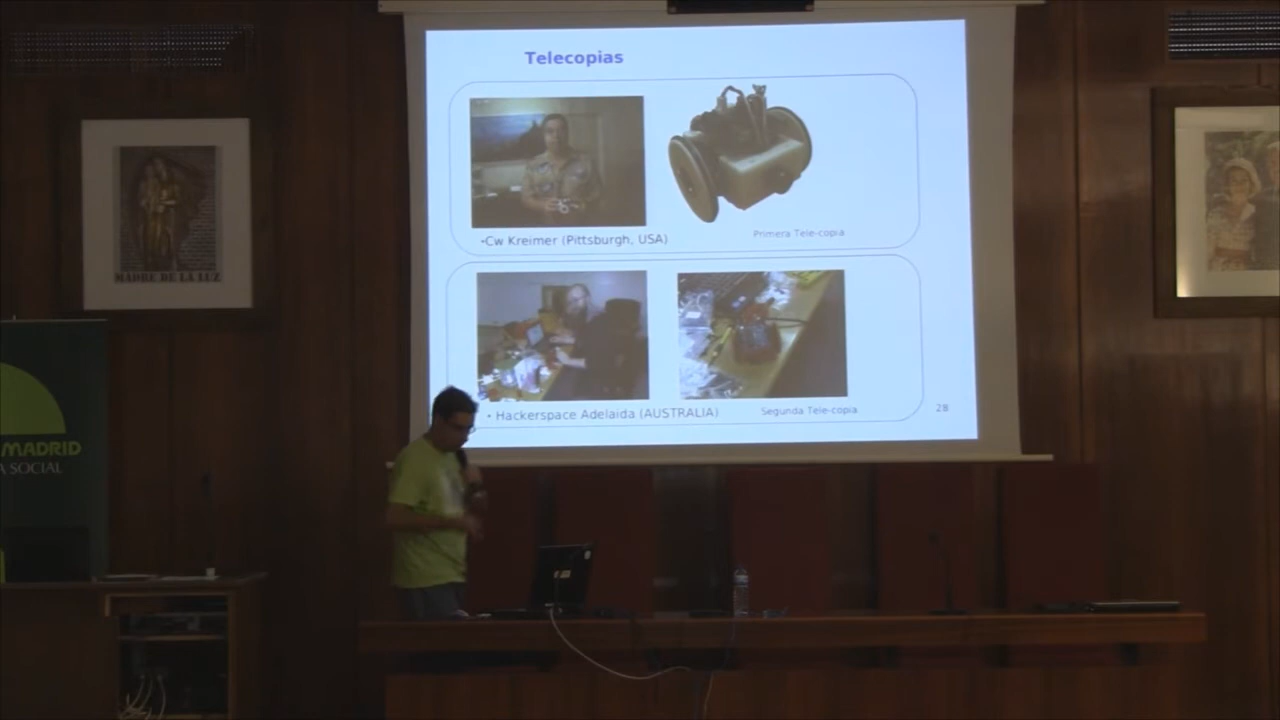 Telecopias
•Cw Kreimer (Pittsburgh, USA)
Primera Tele-copia
• Hackerspace Adelaida (AUSTRALIA)
Segunda Tele-copia
28
MADRE DE LA LUZ
MADRID
A SOCIAL